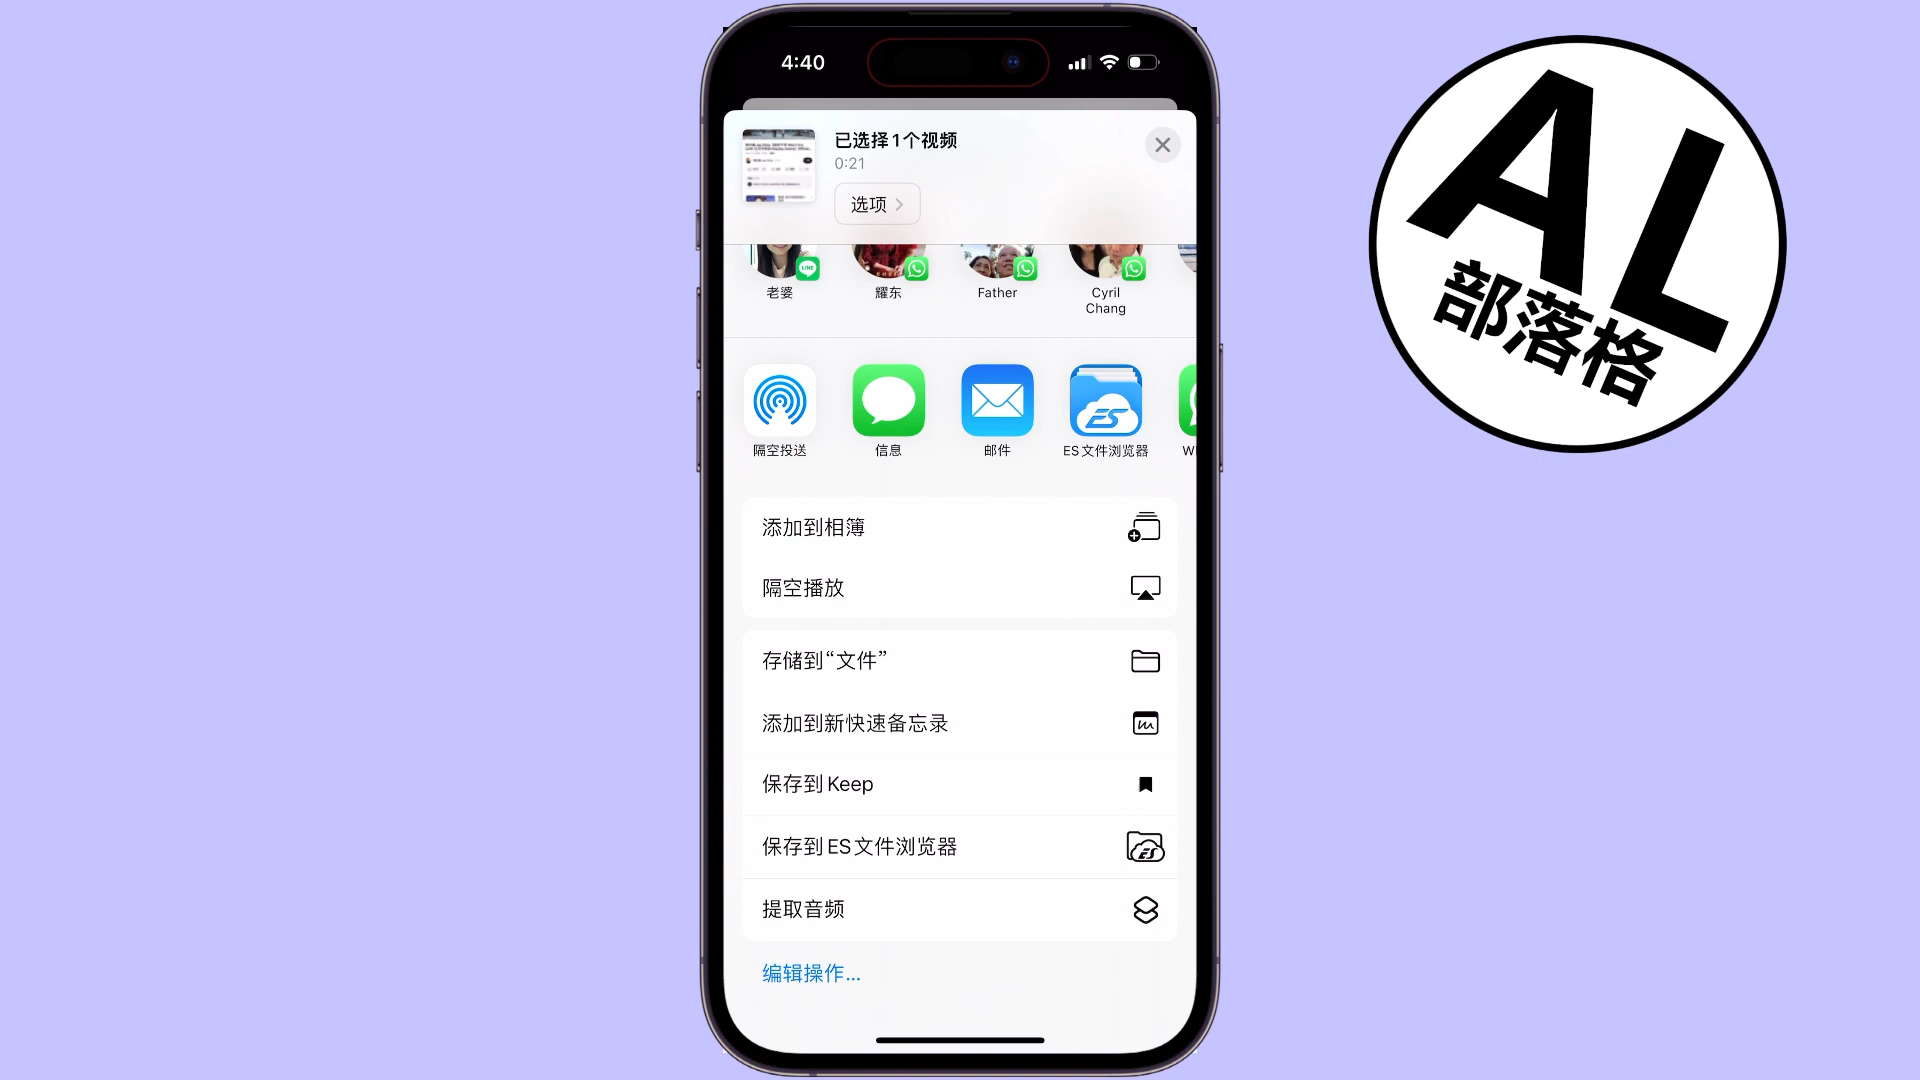 4:40
已选择1个视频
0:21
选项
LINE
老婆
耀东
Father
Cyril
Chang
隔空投送
信息
邮件
ES文件浏览器
添加到相簿
隔空播放
存储到“文件”
添加到新快速备忘录
保存到Keep
保存到ES文件浏览器
提取音频
编辑操作...
AL
部落格